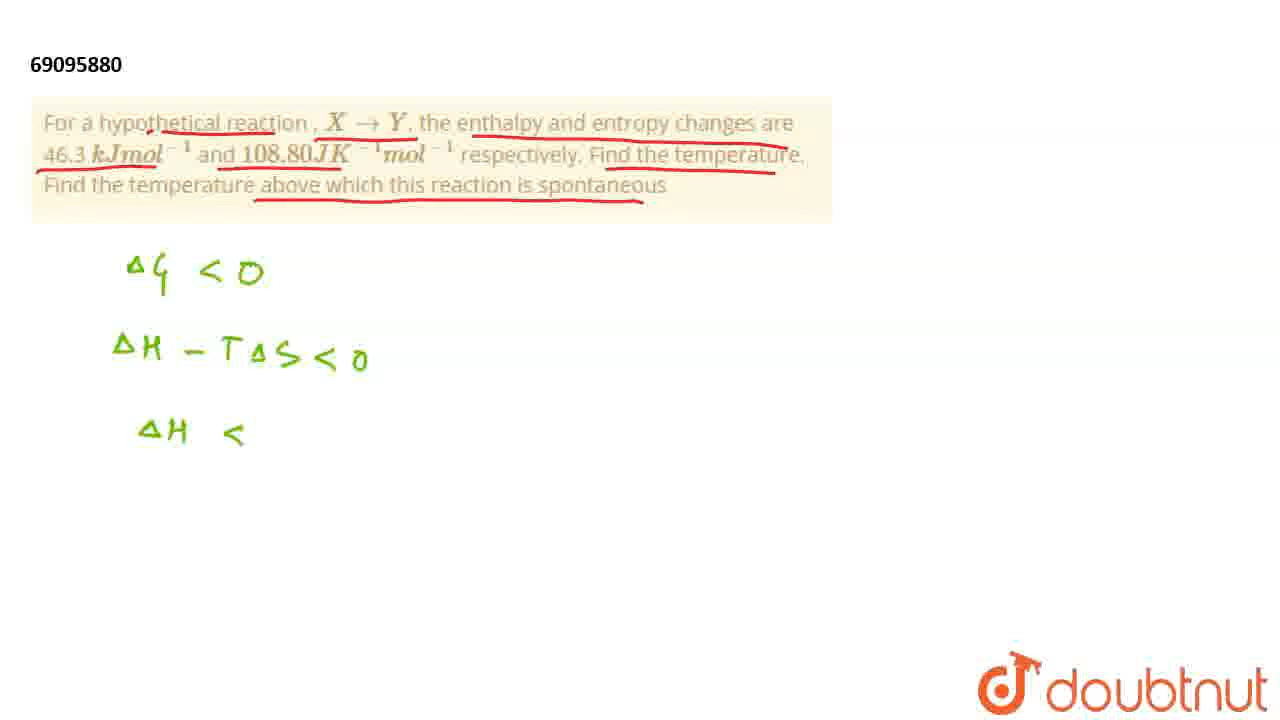 69095880
For a hypothetical reaction , X → Y, the enthalpy and entropy changes are
46.3 kJmol⁻¹ and 108.80JK⁻¹mol⁻¹ respectively. Find the temperature.
Find the temperature above which this reaction is spontaneous
ΔG < 0
ΔH - TΔS < 0
ΔH <
doubtnut